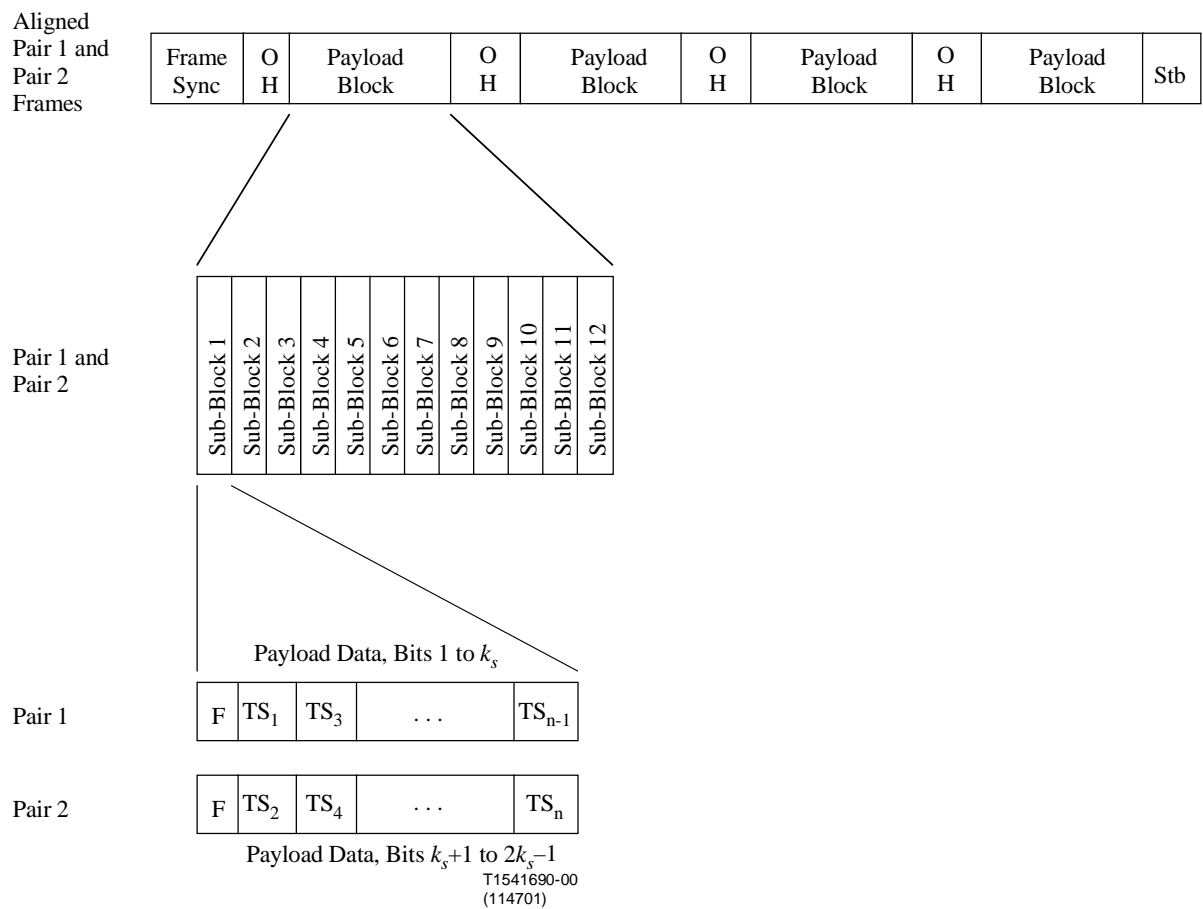 Aligned
Pair 1 and
Pair 2
Frames
Frame
Sync
O
H
Payload
Block
O
H
Payload
Block
O
H
Payload
Block
O
H
Payload
Block
Stb
Pair 1 and
Pair 2
Sub-Block 1
Sub-Block 2
Sub-Block 3
Sub-Block 4
Sub-Block 5
Sub-Block 6
Sub-Block 7
Sub-Block 8
Sub-Block 9
Sub-Block 10
Sub-Block 11
Sub-Block 12
Payload Data, Bits 1 to kₛ
Pair 1
F
TS₁
TS₃
. . .
TSₙ₋₁
Pair 2
F
TS₂
TS₄
. . .
TSₙ
Payload Data, Bits kₛ+1 to 2kₛ–1
T1541690-00
(114701)